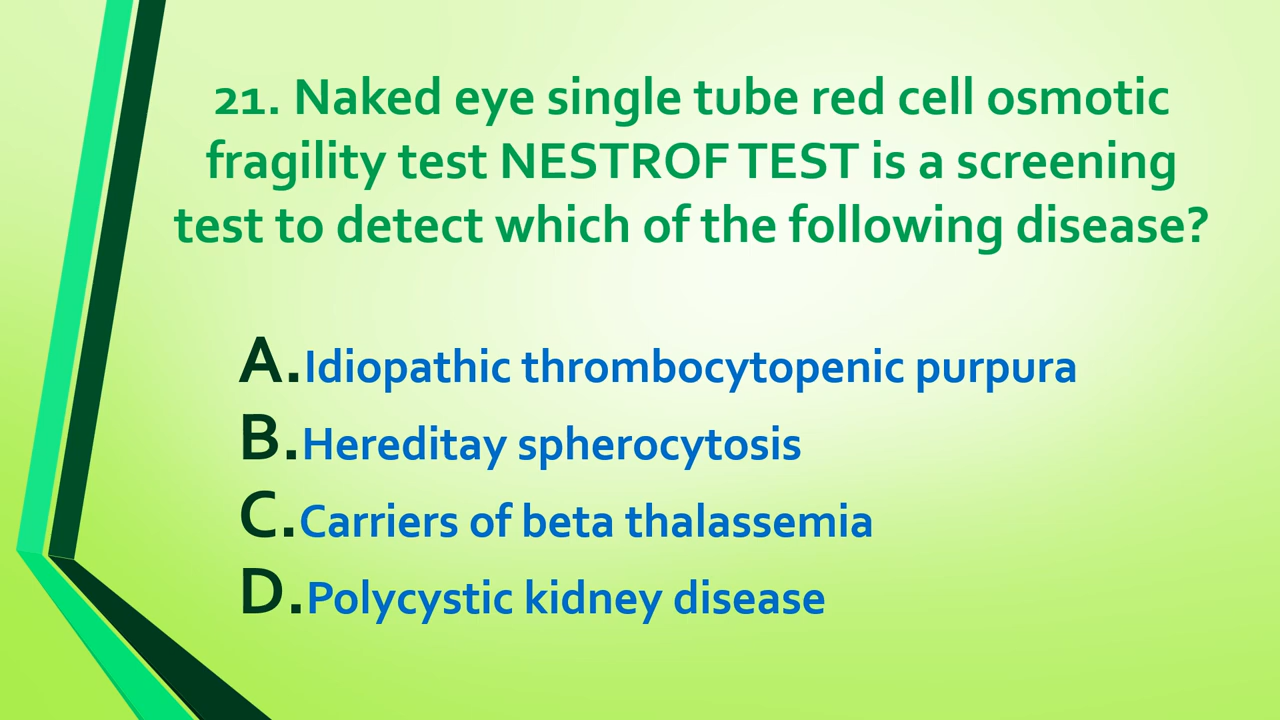 21. Naked eye single tube red cell osmotic
fragility test NESTROF TEST is a screening
test to detect which of the following disease?
A.Idiopathic thrombocytopenic purpura
B.Hereditay spherocytosis
C.Carriers of beta thalassemia
D.Polycystic kidney disease